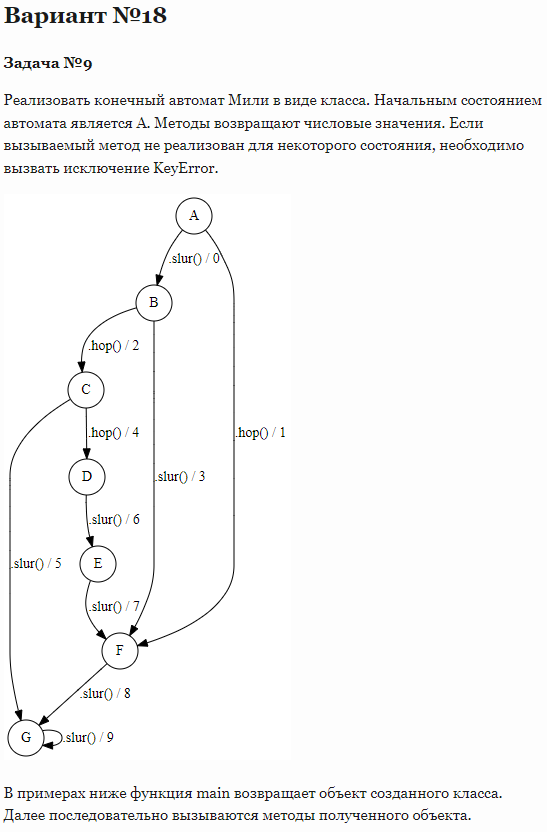 Вариант №18
Задача №9
Реализовать конечный автомат Мили в виде класса. Начальным состоянием
автомата является A. Методы возвращают числовые значения. Если
вызываемый метод не реализован для некоторого состояния, необходимо
вызвать исключение KeyError.
A
.slur() / 0
B
.hop() / 2
C
.hop() / 4
.hop() / 1
D
.slur() / 3
.slur() / 6
.slur() / 5
E
.slur() / 7
F
.slur() / 8
G
.slur() / 9
В примерах ниже функция main возвращает объект созданного класса.
Далее последовательно вызываются методы полученного объекта.